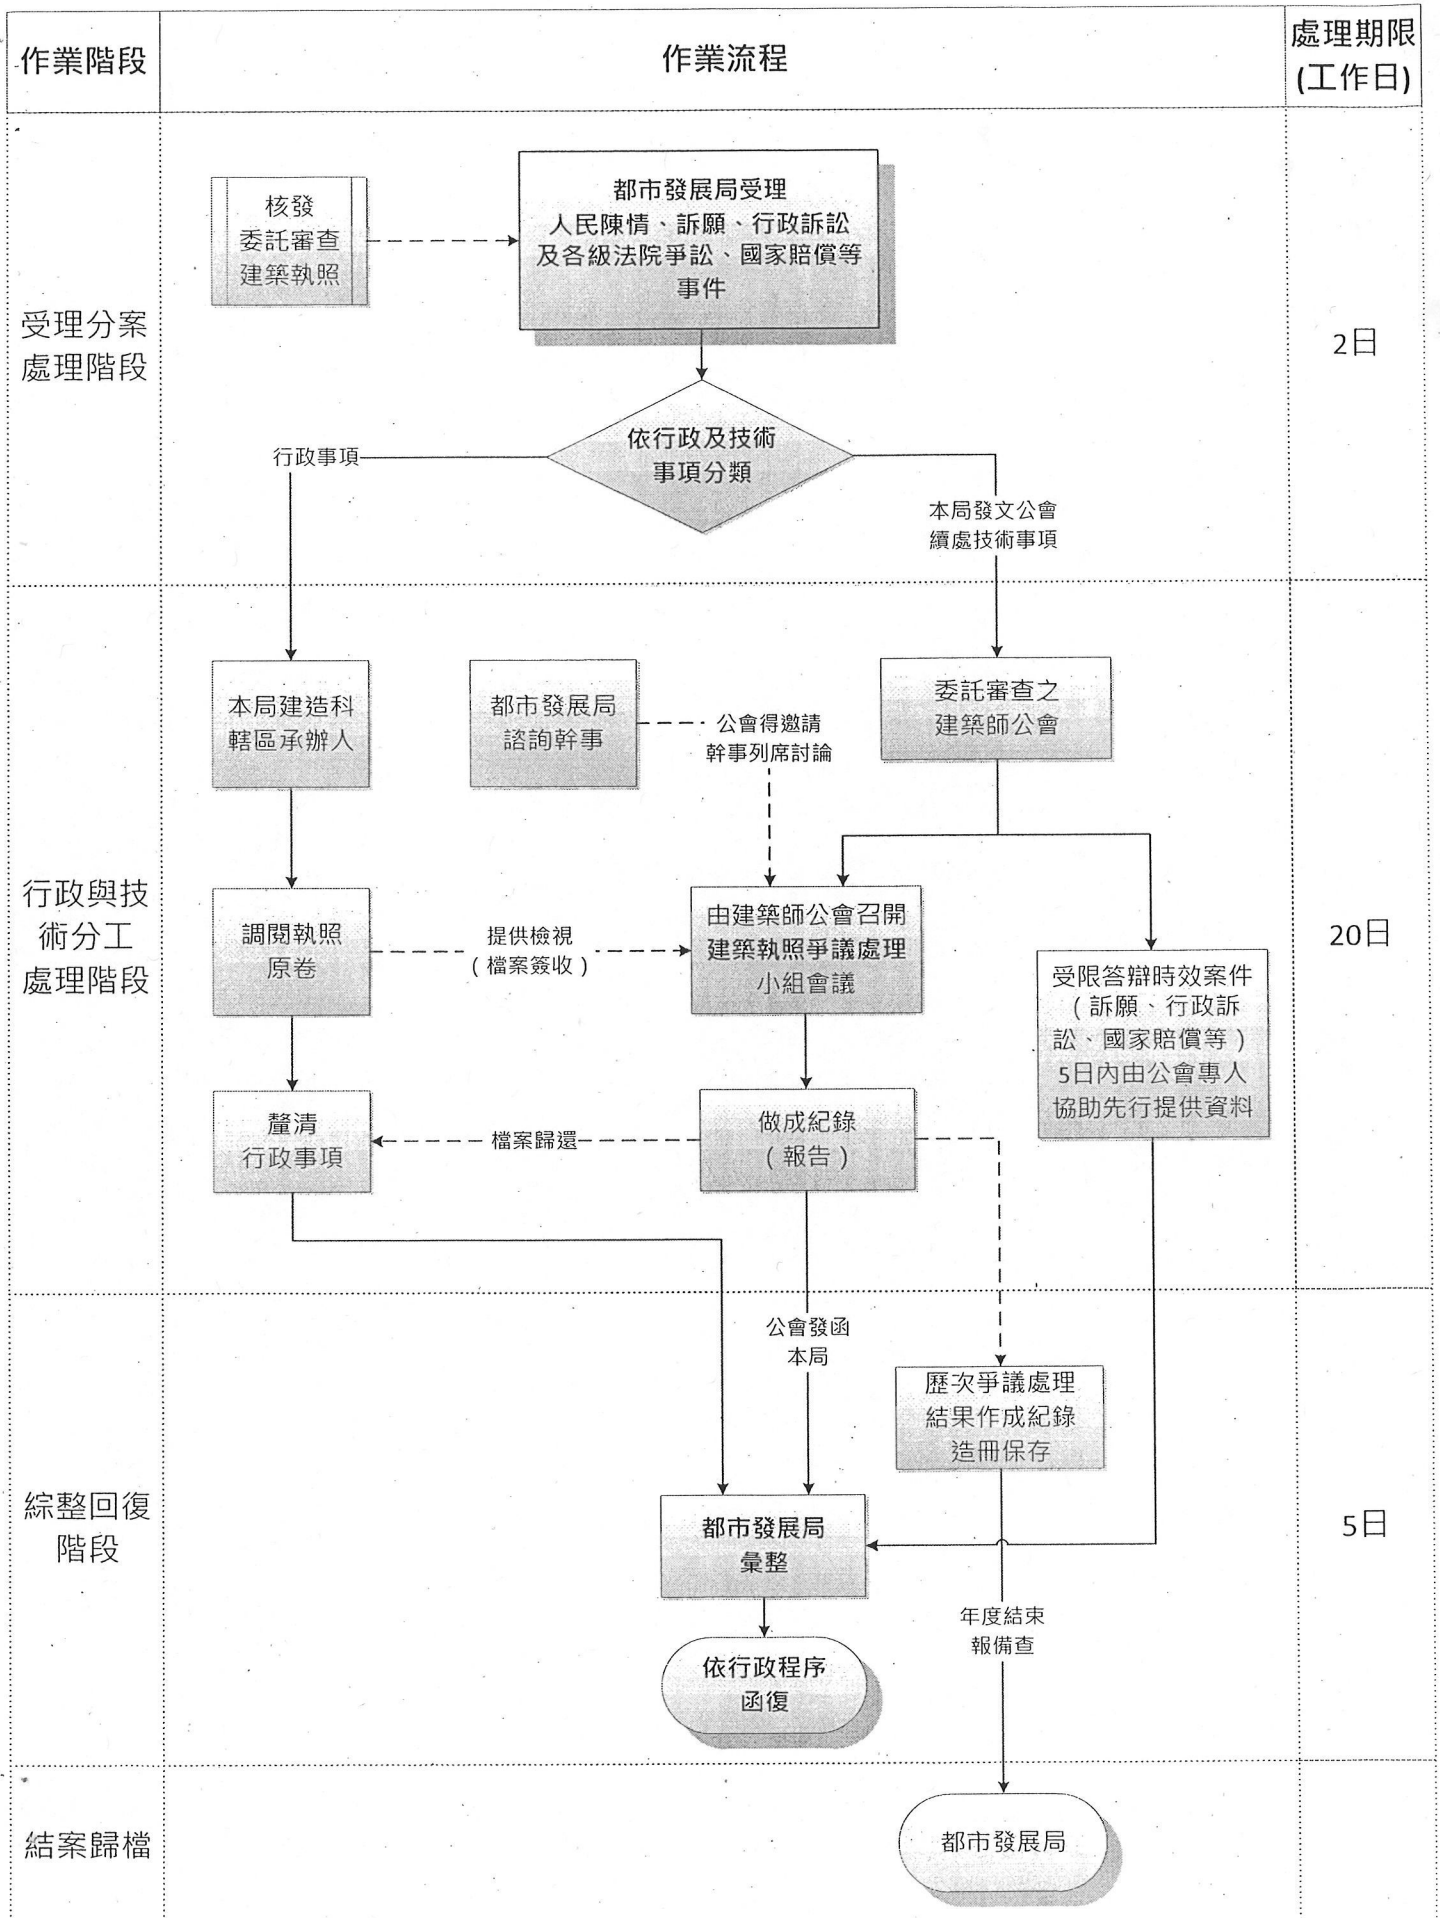 作業階段
作業流程
處理期限
(工作日)
受理分案
處理階段
核發
委託審查
建築執照
都市發展局受理
人民陳情、訴願、行政訴訟
及各級法院爭訟、國家賠償等
事件
2日
依行政及技術
事項分類
行政事項
本局發文公會
續處技術事項
行政與技
術分工
處理階段
本局建造科
轄區承辦人
都市發展局
諮詢幹事
公會得邀請
幹事列席討論
委託審查之
建築師公會
20日
調閱執照
原卷
提供檢視
(檔案簽收)
由建築師公會召開
建築執照爭議處理
小組會議
受限答辯時效案件
(訴願、行政訴
訟、國家賠償等)
5日內由公會專人
協助先行提供資料
釐清
行政事項
檔案歸還
做成紀錄
(報告)
綜整回復
階段
公會發函
本局
歷次爭議處理
結果作成紀錄
造冊保存
都市發展局
彙整
5日
年度結束
報備查
依行政程序
函復
結案歸檔
都市發展局